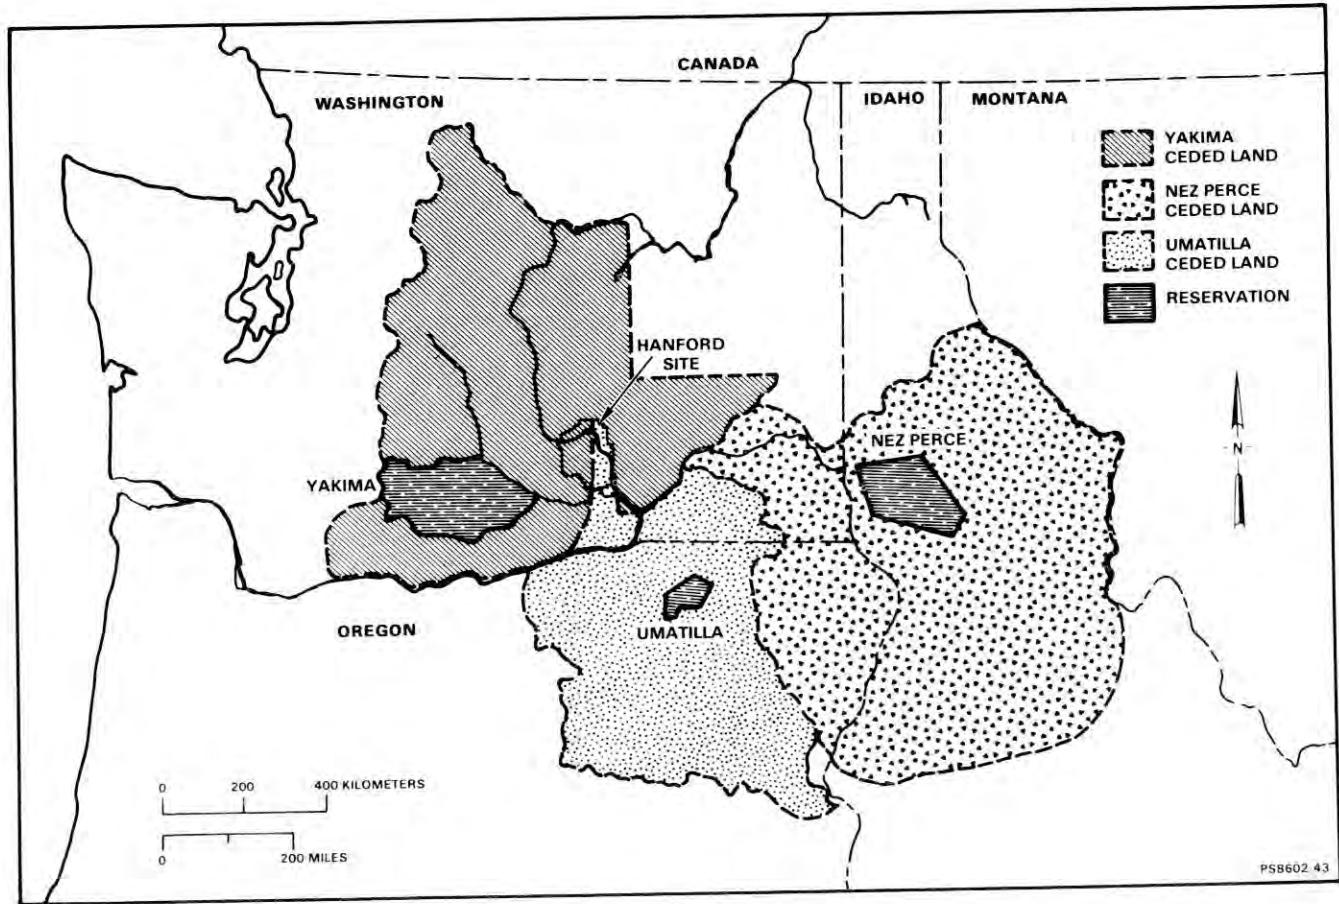 CANADA
WASHINGTON
IDAHO
MONTANA
YAKIMA
CEDED LAND
NEZ PERCE
CEDED LAND
UMATILLA
CEDED LAND
RESERVATION
HANFORD
SITE
NEZ PERCE
YAKIMA
N
OREGON
UMATILLA
0 200 400 KILOMETERS
0 200 MILES
PS8602 43